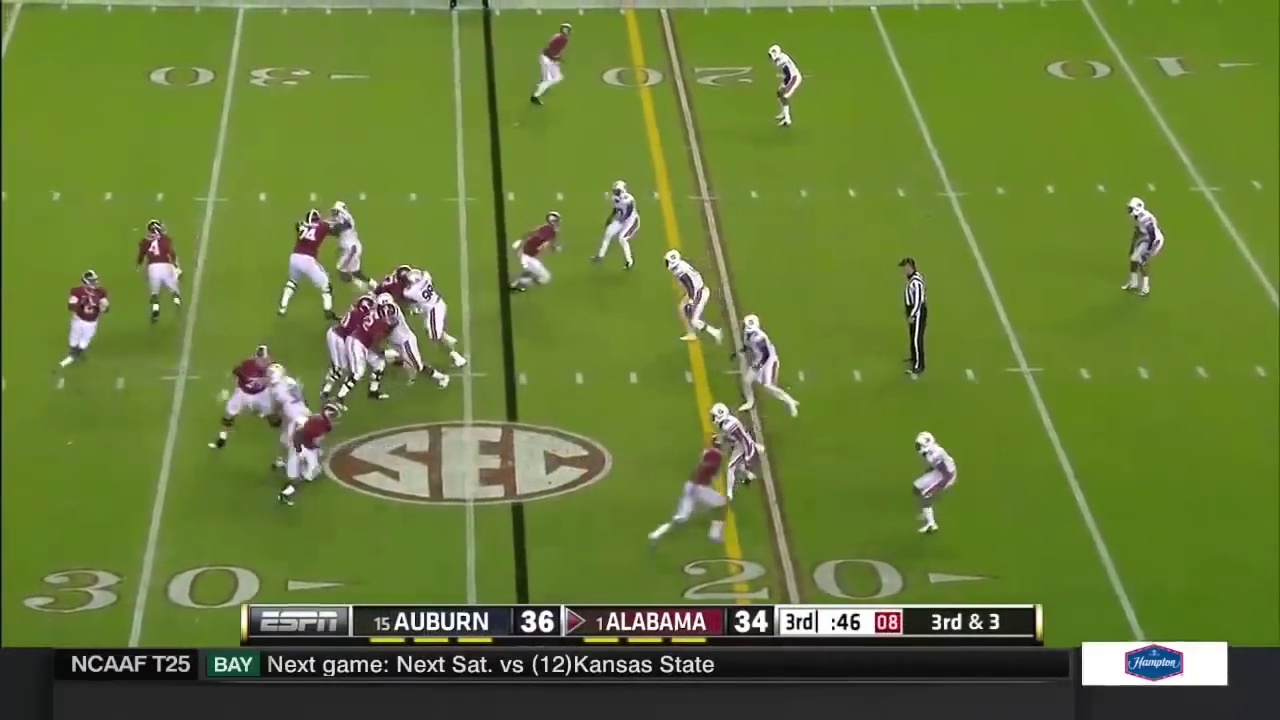 30 20 10
4
74
SEC
30 20
ESPN 15 AUBURN 36 1 ALABAMA 34 3rd :46 08 3rd & 3
NCAAF T25 BAY Next game: Next Sat. vs (12)Kansas State
Hampton